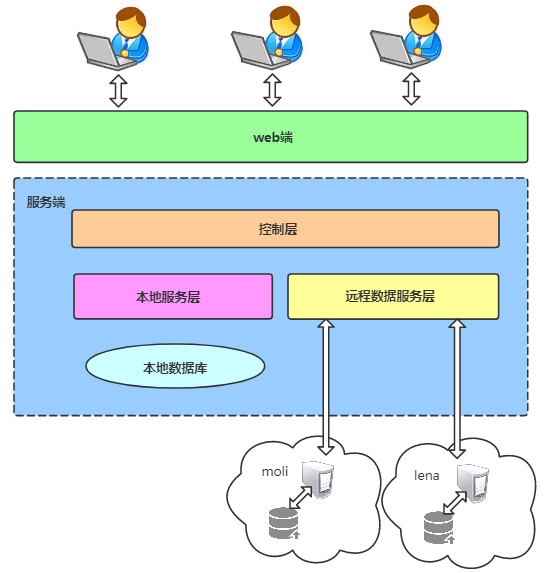 web端
服务端
控制层
本地服务层
远程数据服务层
本地数据库
moli
lena